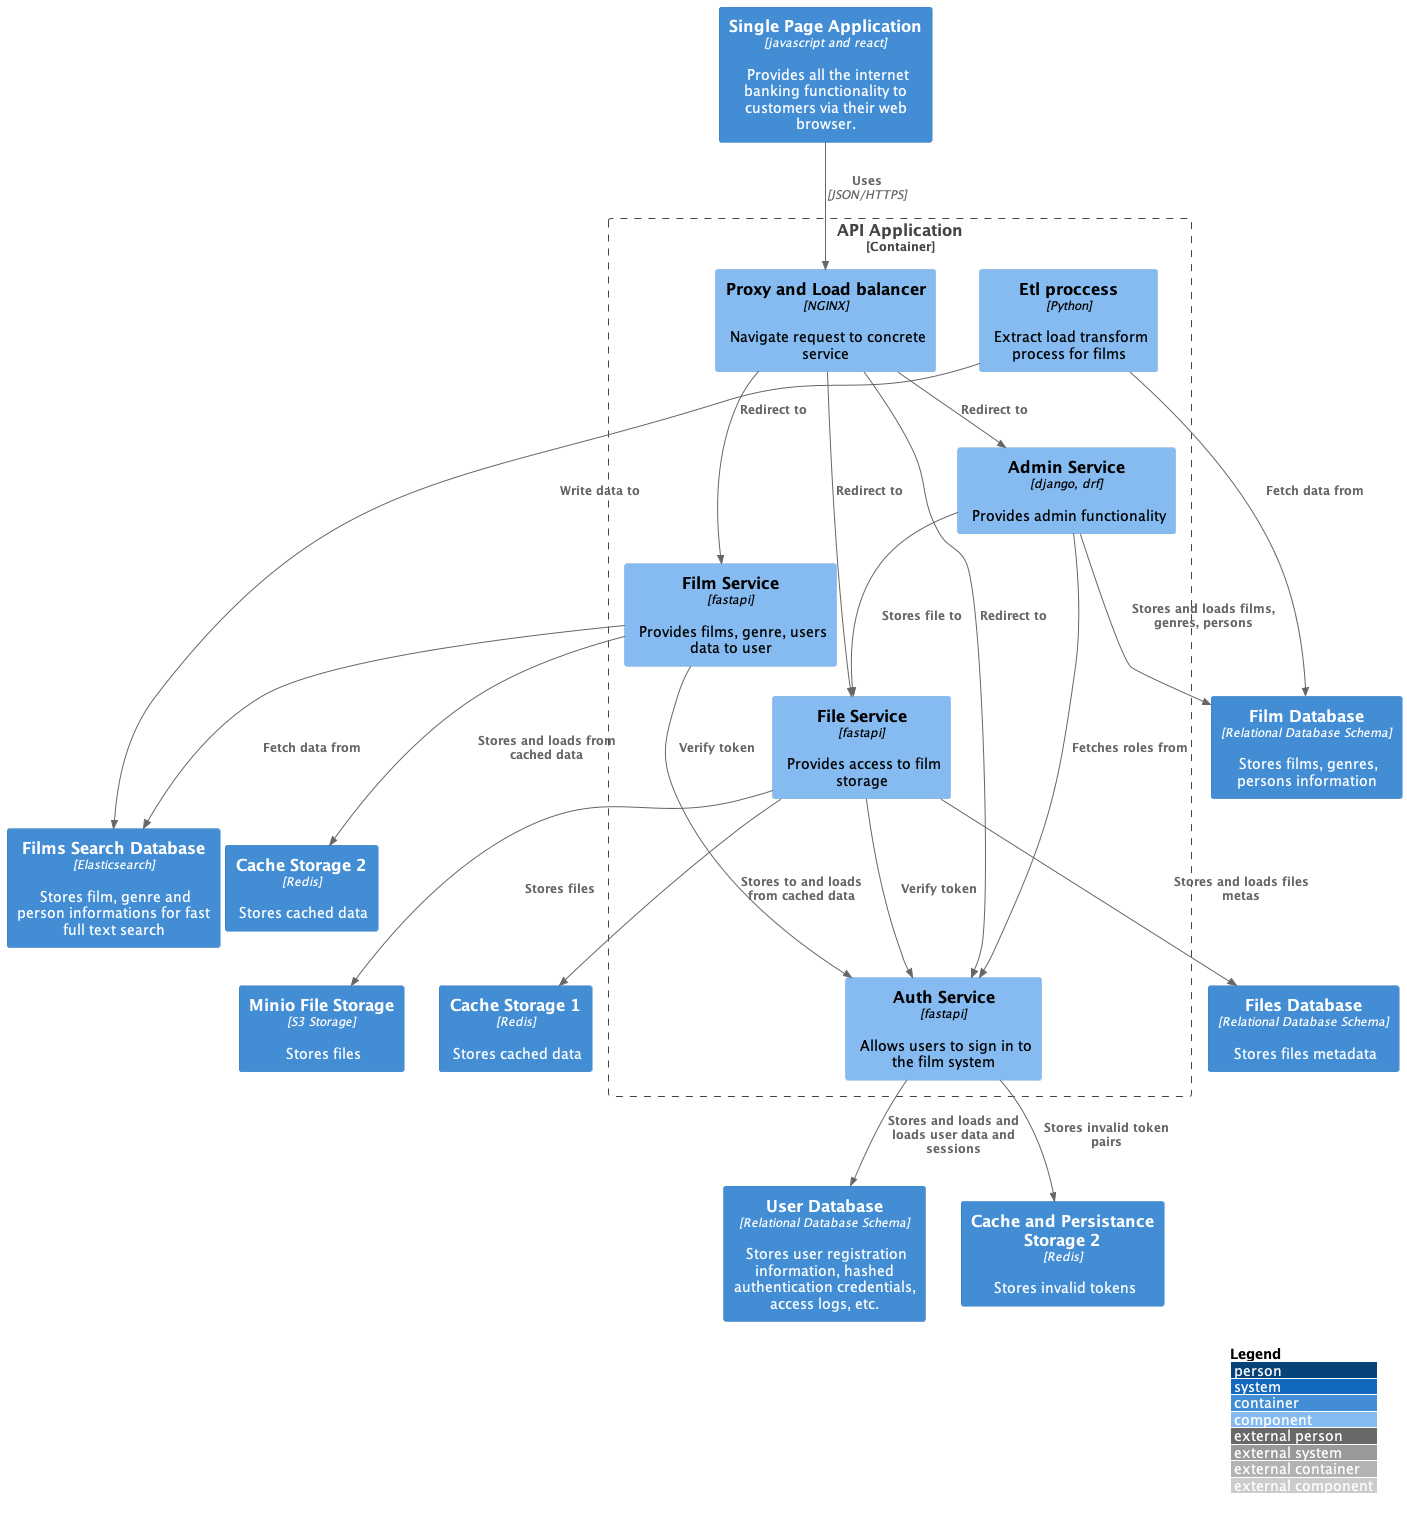 Single Page Application
[javascript and react]
Provides all the internet
banking functionality to
customers via their web
browser.
Uses
[JSON/HTTPS]
API Application
[Container]
Proxy and Load balancer
[NGINX]
Navigate request to concrete
service
Etl proccess
[Python]
Extract load transform
process for films
Redirect to
Redirect to
Admin Service
[django, drf]
Provides admin functionality
Write data to
Redirect to
Fetch data from
Film Service
[fastapi]
Provides films, genre, users
data to user
Stores file to
Redirect to
Stores and loads films,
genres, persons
File Service
[fastapi]
Provides access to film
storage
Film Database
[Relational Database Schema]
Stores films, genres,
persons information
Fetch data from
Stores and loads from
cached data
Verify token
Fetches roles from
Films Search Database
[Elasticsearch]
Stores film, genre and
person informations for fast
full text search
Cache Storage 2
[Redis]
Stores cached data
Stores files
Stores to and loads
from cached data
Verify token
Stores and loads files
metas
Minio File Storage
[S3 Storage]
Stores files
Cache Storage 1
[Redis]
Stores cached data
Auth Service
[fastapi]
Allows users to sign in to
the film system
Files Database
[Relational Database Schema]
Stores files metadata
Stores and loads and
loads user data and
sessions
Stores invalid token
pairs
User Database
[Relational Database Schema]
Stores user registration
information, hashed
authentication credentials,
access logs, etc.
Cache and Persistance
Storage 2
[Redis]
Stores invalid tokens
Legend
person
system
container
component
external person
external system
external container
external component